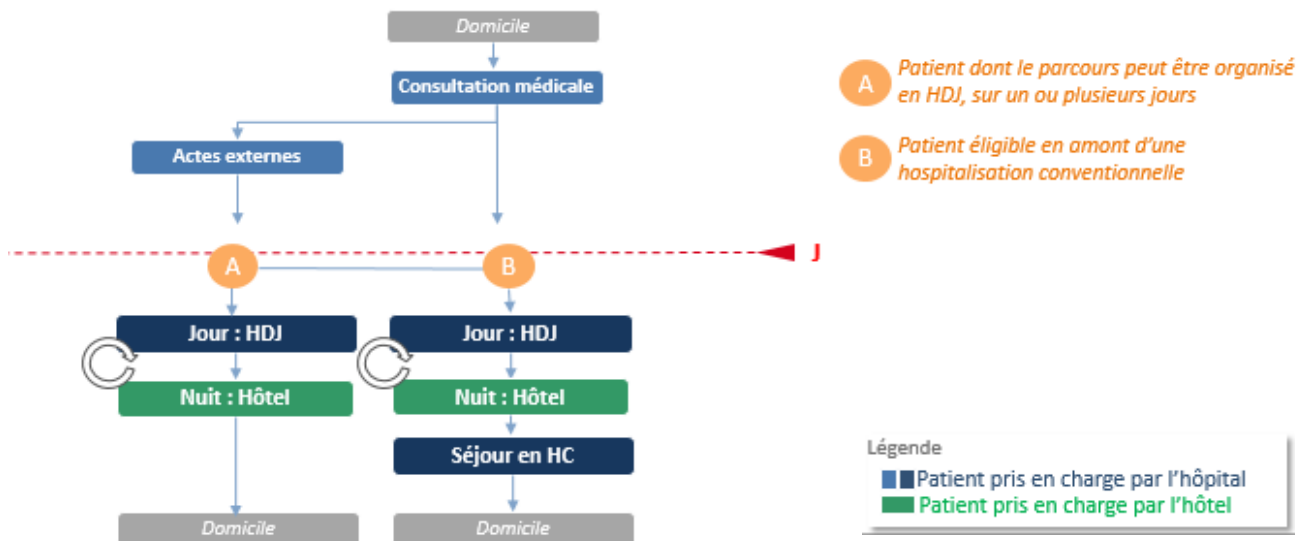 Domicile
Consultation médicale
Actes externes
A
Patient dont le parcours peut être organisé
en HDJ, sur un ou plusieurs jours
B
Patient éligible en amont d'une
hospitalisation conventionnelle
J
A
B
Jour : HDJ
Jour : HDJ
Nuit : Hôtel
Nuit : Hôtel
Séjour en HC
Domicile
Domicile
Légende
Patient pris en charge par l'hôpital
Patient pris en charge par l'hôtel